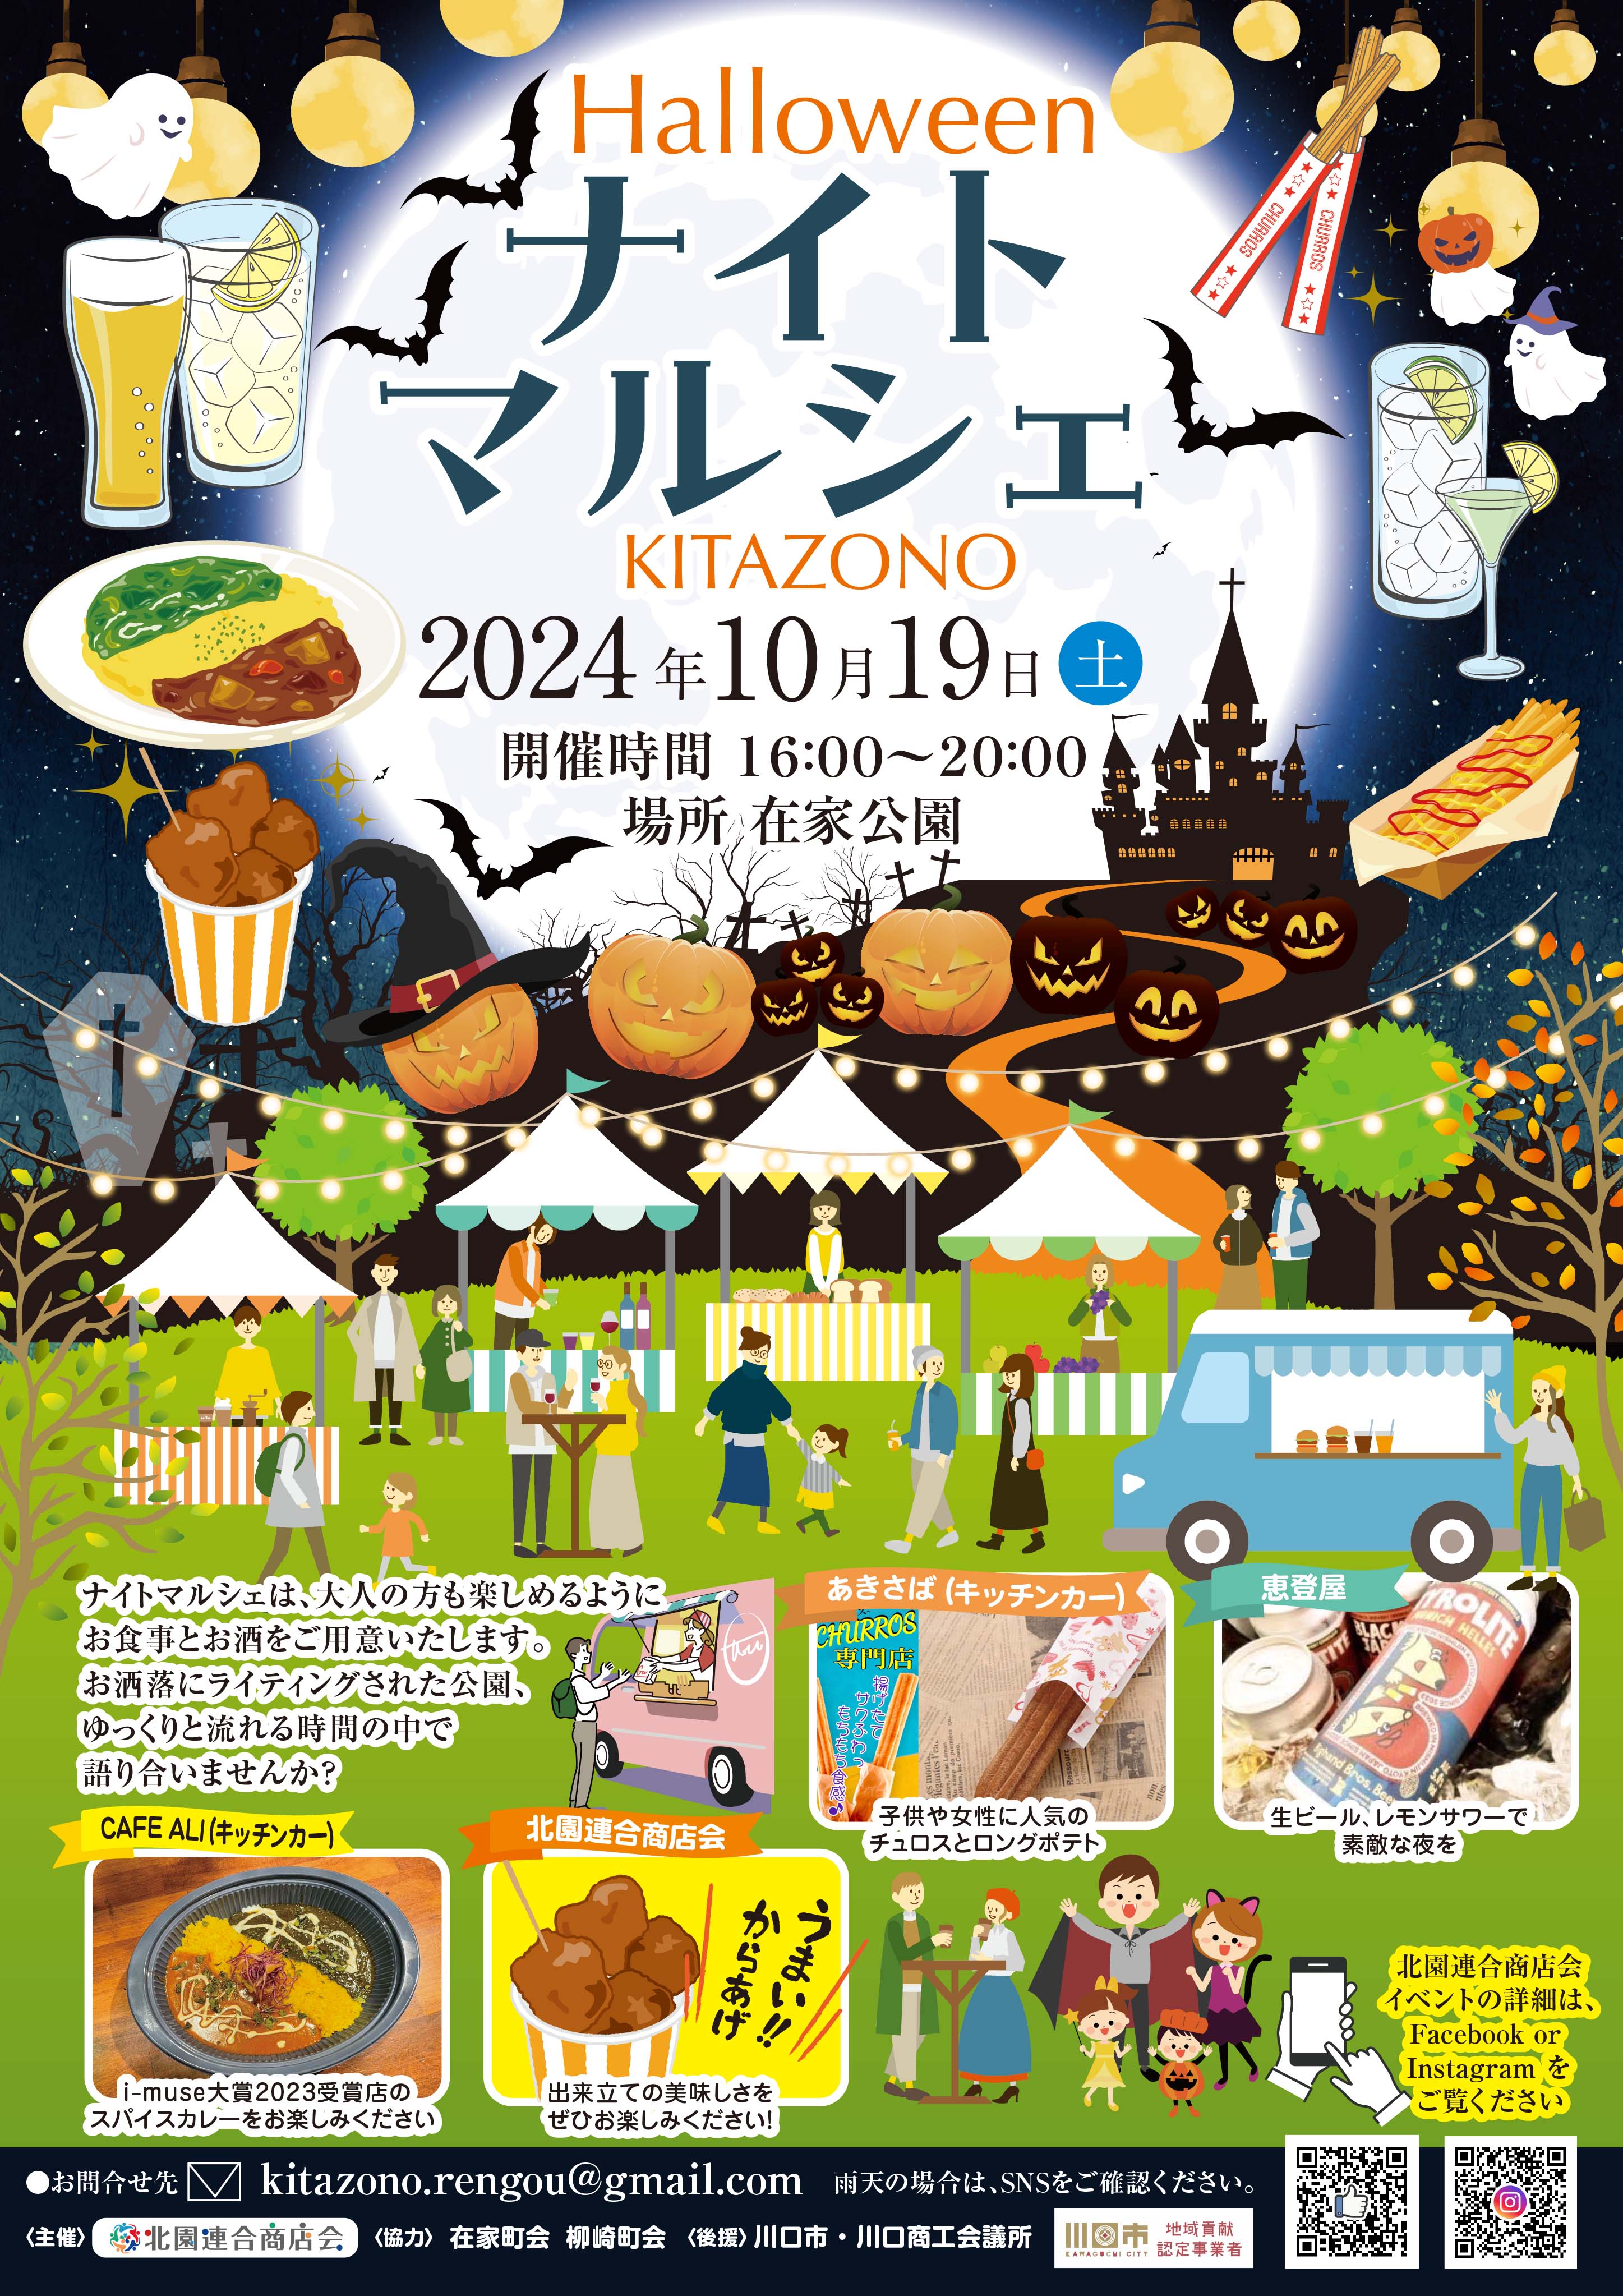 Halloween
ナイト
マルシェ
KITAZONO
2024年10月19日 土
開催時間 16:00～20:00
場所 在家公園
CHURROS
CHURROS
ナイトマルシェは、大人の方も楽しめるように
お食事とお酒をご用意いたします。
お洒落にライティングされた公園、
ゆっくりと流れる時間の中で
語り合いませんか?
あきさば (キッチンカー)
CHURROS
専門店
揚げたて
サクふわっ
もちもち食感♪
子供や女性に人気の
チュロスとロングポテト
恵登屋
生ビール、レモンサワーで
素敵な夜を
CAFE ALI (キッチンカー)
i-muse大賞2023受賞店の
スパイスカレーをお楽しみください
北園連合商店会
うまい!!
からあげ
出来立ての美味しさを
ぜひお楽しみください!
北園連合商店会
イベントの詳細は、
Facebook or
Instagram を
ご覧ください
●お問合せ先 kitazono.rengou@gmail.com 雨天の場合は、SNSをご確認ください。
〈主催〉 北園連合商店会 〈協力〉 在家町会 柳崎町会 〈後援〉 川口市・川口商工会議所
川口市
KAWAGUCHI CITY
地域貢献
認定事業者